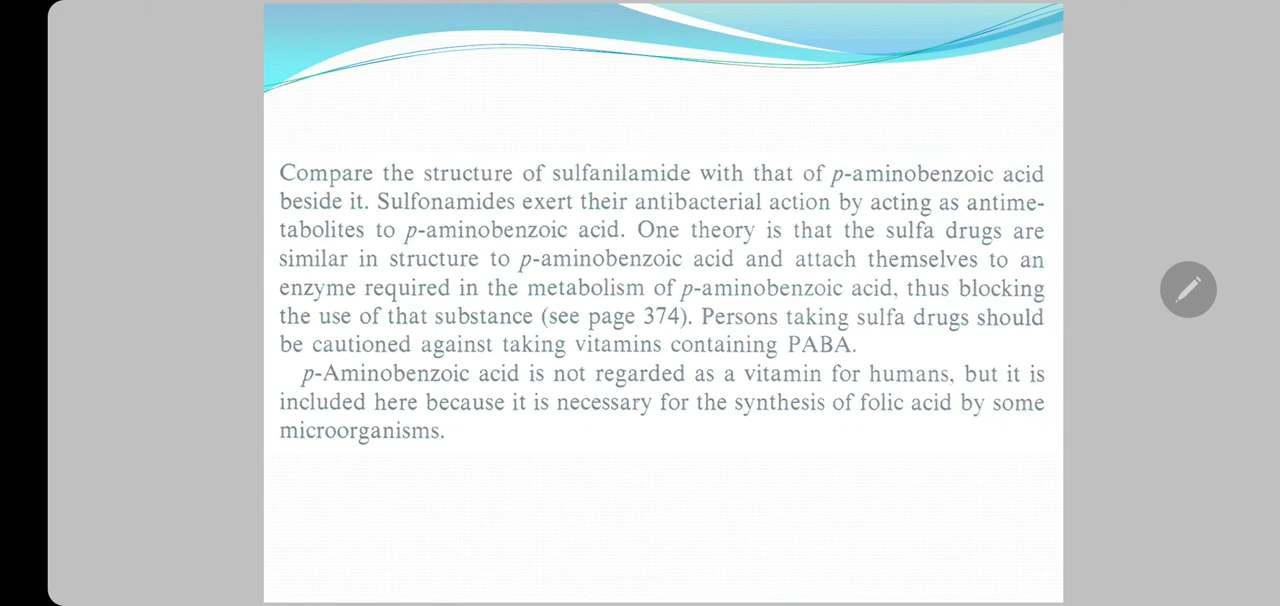 Compare the structure of sulfanilamide with that of p-aminobenzoic acid
beside it. Sulfonamides exert their antibacterial action by acting as antime-
tabolites to p-aminobenzoic acid. One theory is that the sulfa drugs are
similar in structure to p-aminobenzoic acid and attach themselves to an
enzyme required in the metabolism of p-aminobenzoic acid, thus blocking
the use of that substance (see page 374). Persons taking sulfa drugs should
be cautioned against taking vitamins containing PABA.
p-Aminobenzoic acid is not regarded as a vitamin for humans, but it is
included here because it is necessary for the synthesis of folic acid by some
microorganisms.